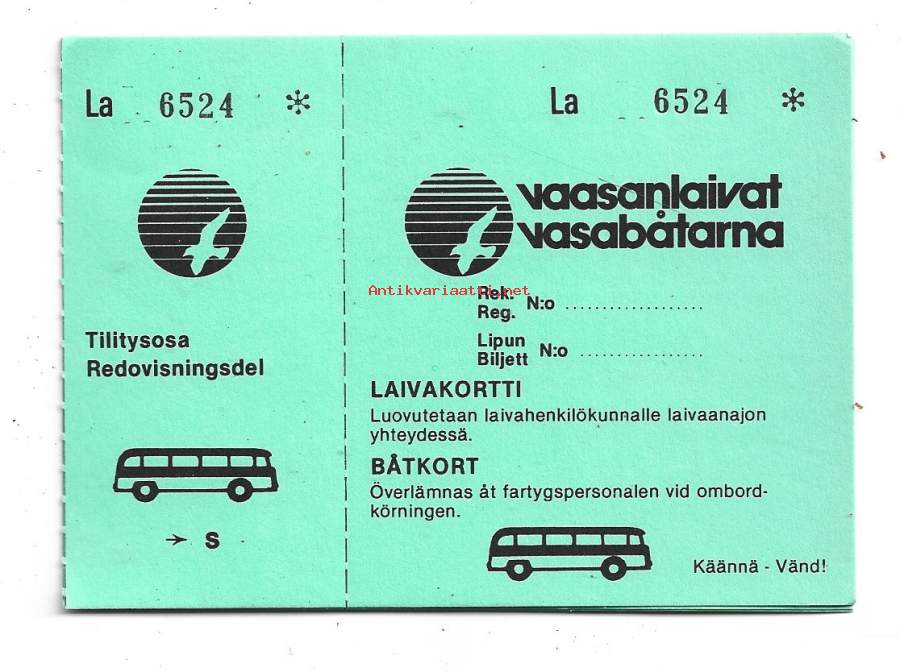 La 6524 *
Tilitysosa
Redovisningsdel
→ S
La 6524 *
vaasanlaivat
vasabåtarna
Antikvariaatti.net
Rek.
Reg. N:o ........................
Lipun
Biljett N:o ......................
LAIVAKORTTI
Luovutetaan laivahenkilökunnalle laivaanajon
yhteydessä.
BÅTKORT
Överlämnas åt fartygspersonalen vid ombord-
körningen.
Käännä - Vänd!